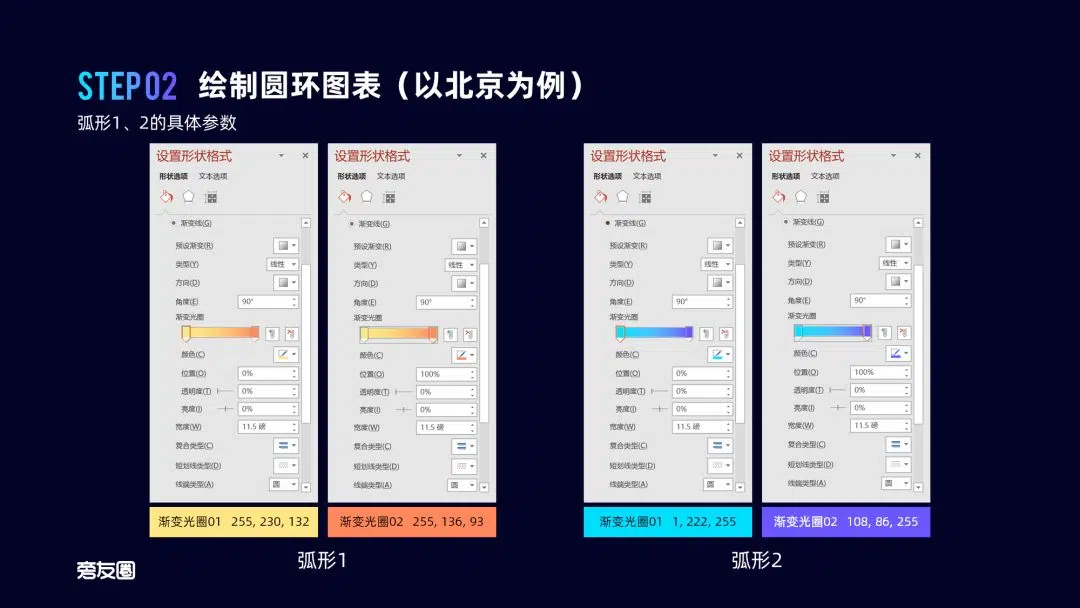 STEP 02 绘制圆环图表（以北京为例）
弧形1、2的具体参数
设置形状格式
形状选项 文本选项
渐变线(G)
预设渐变(R)
类型(Y) 线性
方向(D)
角度(E) 90°
渐变光圈
颜色(C)
位置(O) 0%
透明度(T) 0%
亮度(I) 0%
宽度(W) 11.5 磅
复合类型(C)
短划线类型(D)
线端类型(A) 圆
渐变光圈01 255, 230, 132
设置形状格式
形状选项 文本选项
渐变线(G)
预设渐变(R)
类型(Y) 线性
方向(D)
角度(E) 90°
渐变光圈
颜色(C)
位置(O) 100%
透明度(T) 0%
亮度(I) 0%
宽度(W) 11.5 磅
复合类型(C)
短划线类型(D)
线端类型(A) 圆
渐变光圈02 255, 136, 93
弧形1
设置形状格式
形状选项 文本选项
渐变线(G)
预设渐变(R)
类型(Y) 线性
方向(D)
角度(E) 90°
渐变光圈
颜色(C)
位置(O) 0%
透明度(T) 0%
亮度(I) 0%
宽度(W) 11.5 磅
复合类型(C)
短划线类型(D)
线端类型(A) 圆
渐变光圈01 1, 222, 255
设置形状格式
形状选项 文本选项
渐变线(G)
预设渐变(R)
类型(Y) 线性
方向(D)
角度(E) 90°
渐变光圈
颜色(C)
位置(O) 100%
透明度(T) 0%
亮度(I) 0%
宽度(W) 11.5 磅
复合类型(C)
短划线类型(D)
线端类型(A) 圆
渐变光圈02 108, 86, 255
弧形2
旁友圈